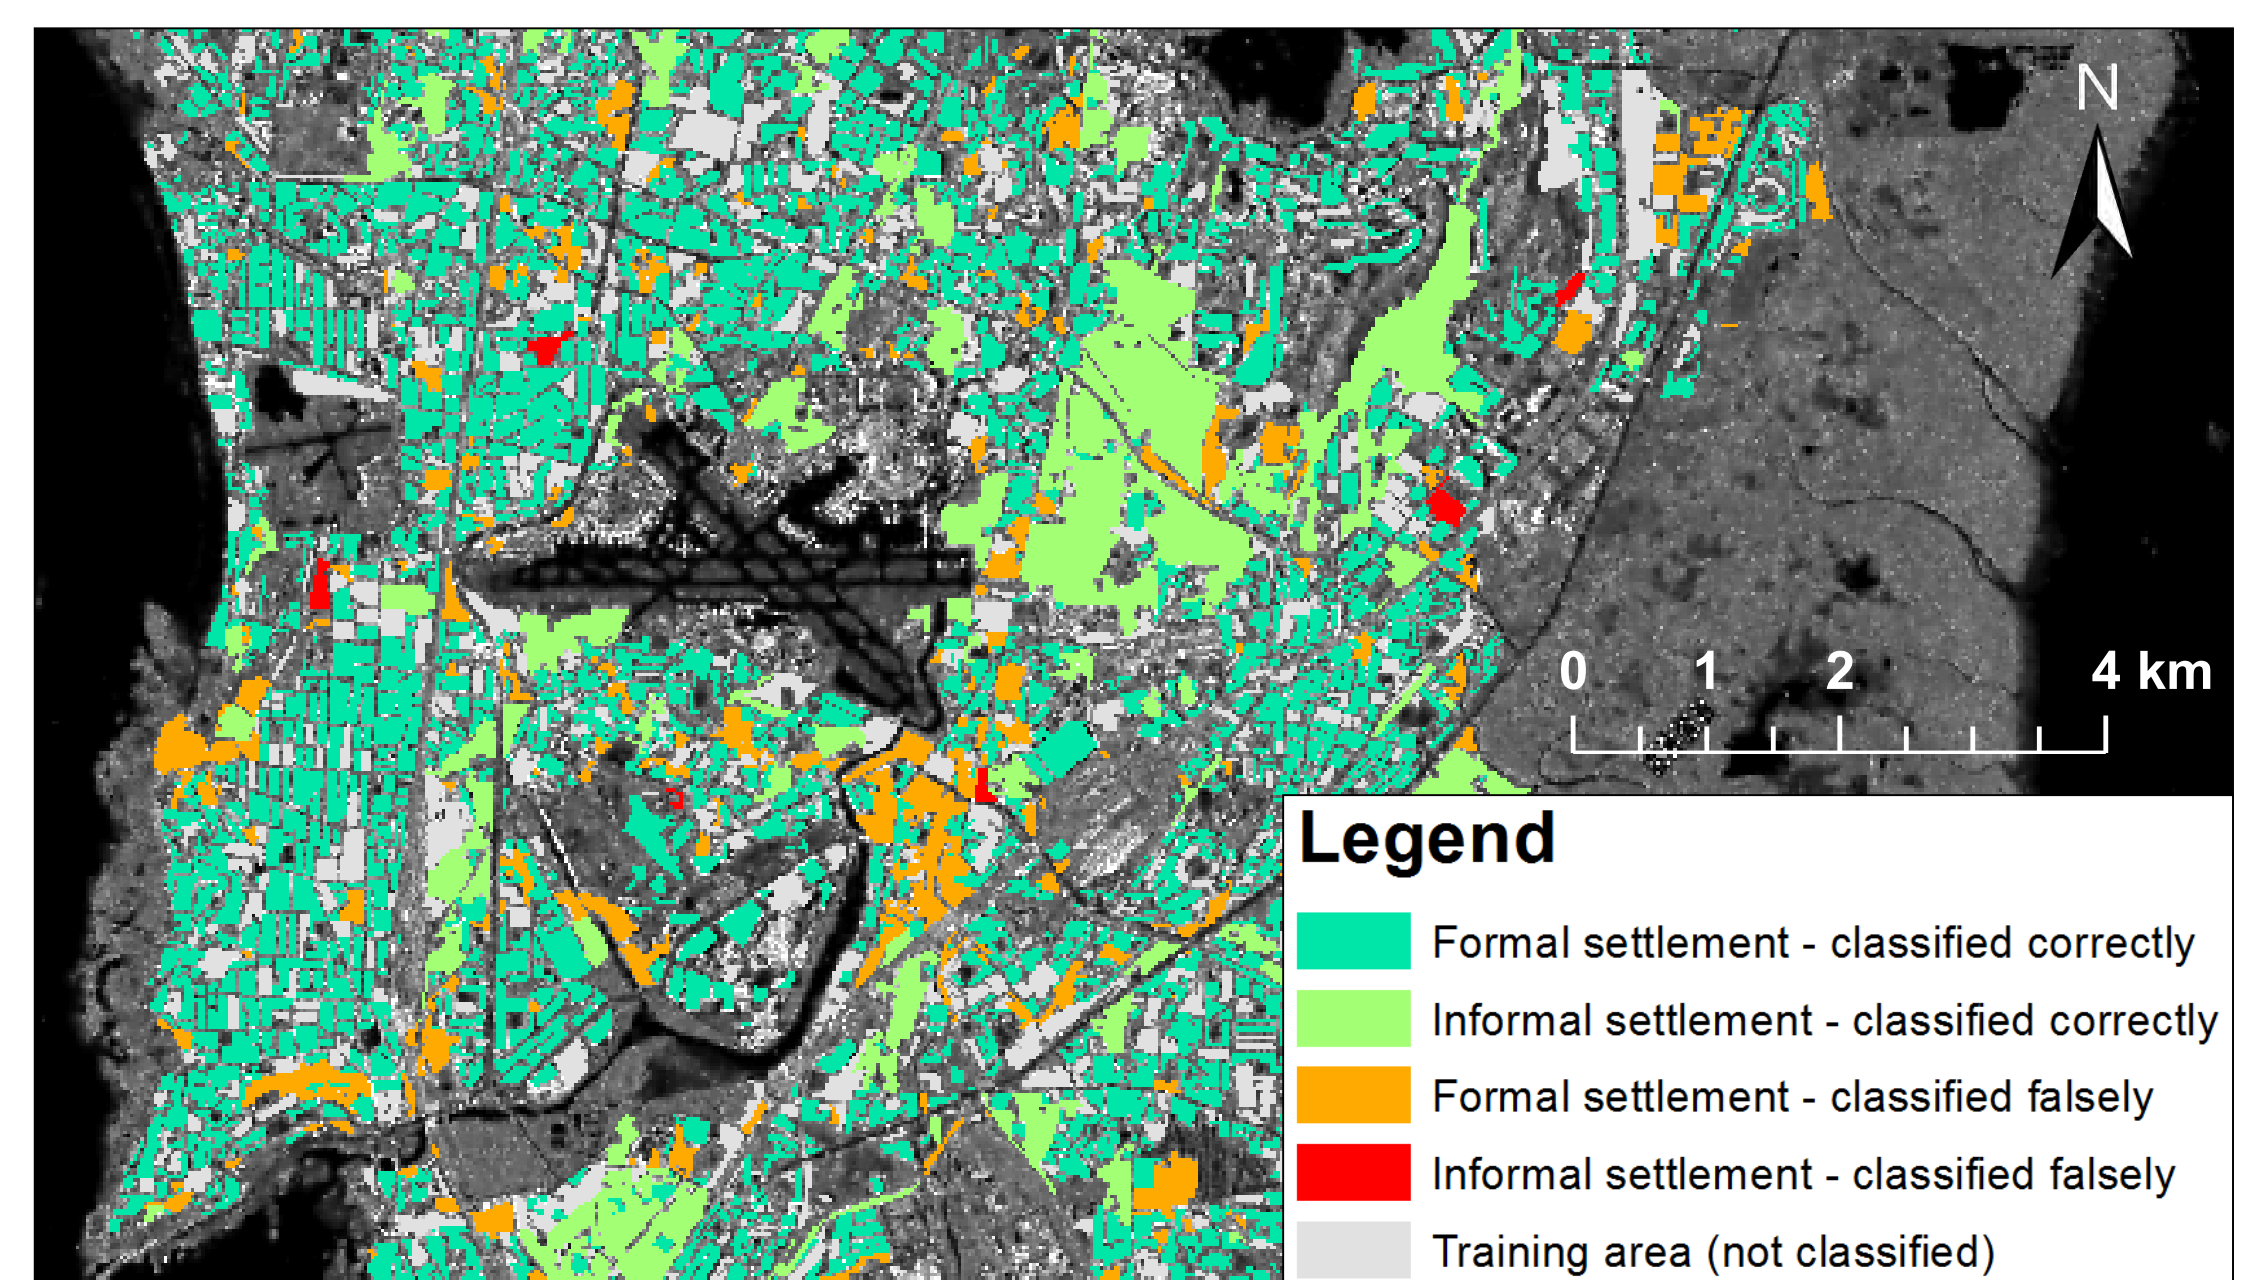 N
0 1 2 4 km
Legend
Formal settlement - classified correctly
Informal settlement - classified correctly
Formal settlement - classified falsely
Informal settlement - classified falsely
Training area (not classified)